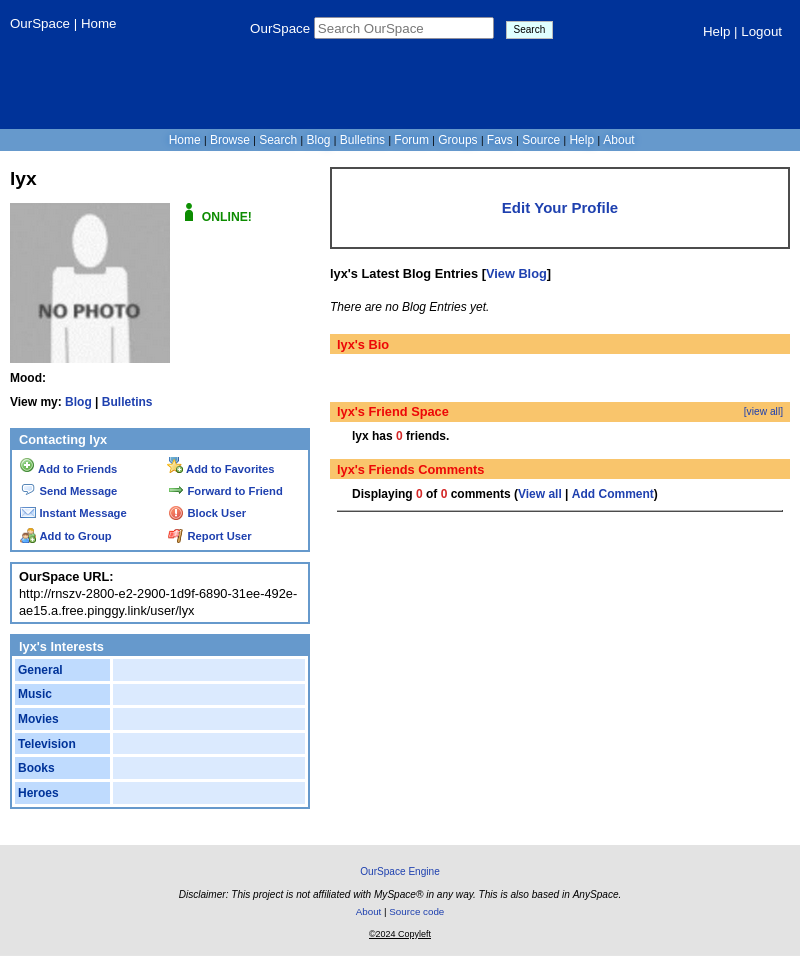 OurSpace | Home
OurSpace Search OurSpace Search
Help | Logout
Home | Browse | Search | Blog | Bulletins | Forum | Groups | Favs | Source | Help | About
lyx
NO PHOTO
ONLINE!
Mood:
View my: Blog | Bulletins
Contacting lyx
Add to Friends
Add to Favorites
Send Message
Forward to Friend
Instant Message
Block User
Add to Group
Report User
OurSpace URL:
http://rnszv-2800-e2-2900-1d9f-6890-31ee-492e-
ae15.a.free.pinggy.link/user/lyx
lyx's Interests
General
Music
Movies
Television
Books
Heroes
Edit Your Profile
lyx's Latest Blog Entries [View Blog]
There are no Blog Entries yet.
lyx's Bio
lyx's Friend Space [view all]
lyx has 0 friends.
lyx's Friends Comments
Displaying 0 of 0 comments (View all | Add Comment)
OurSpace Engine
Disclaimer: This project is not affiliated with MySpace® in any way. This is also based in AnySpace.
About | Source code
©2024 Copyleft